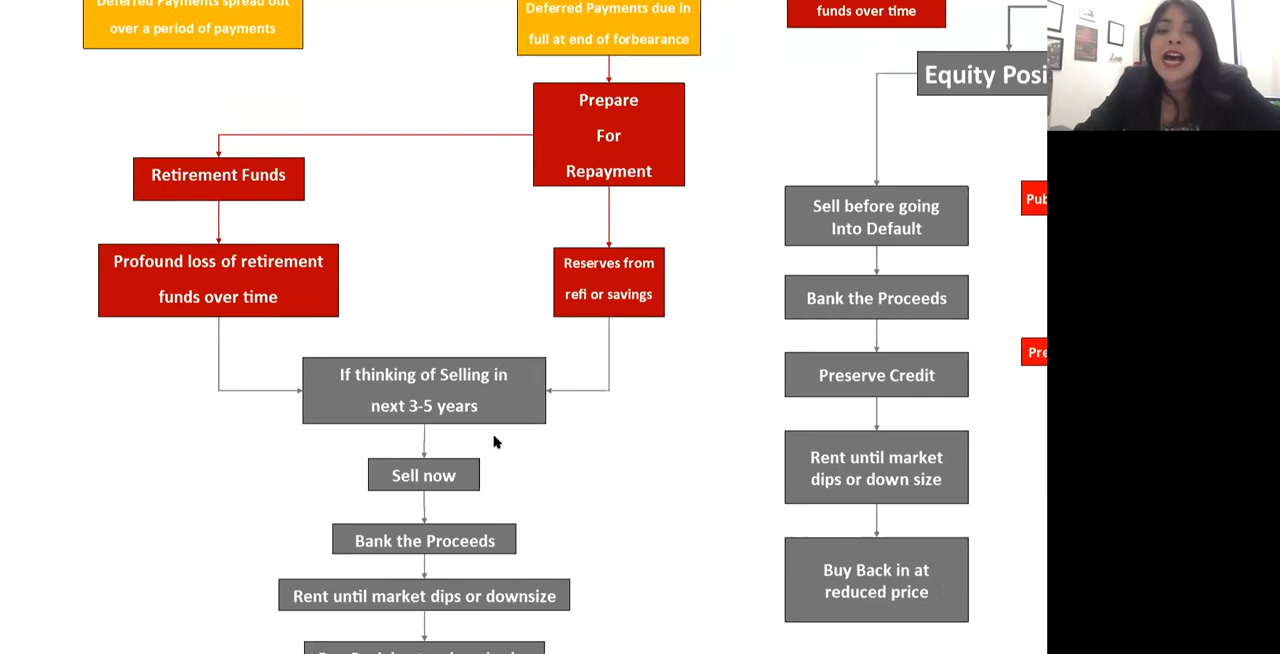 Deferred Payments spread out
over a period of payments
Deferred Payments due in
full at end of forbearance
funds over time
Equity Posi
Prepare
For
Repayment
Retirement Funds
Profound loss of retirement
funds over time
Reserves from
refi or savings
If thinking of Selling in
next 3-5 years
Sell now
Bank the Proceeds
Rent until market dips or downsize
Sell before going
Into Default
Bank the Proceeds
Preserve Credit
Rent until market
dips or down size
Buy Back in at
reduced price
Pub
Pre